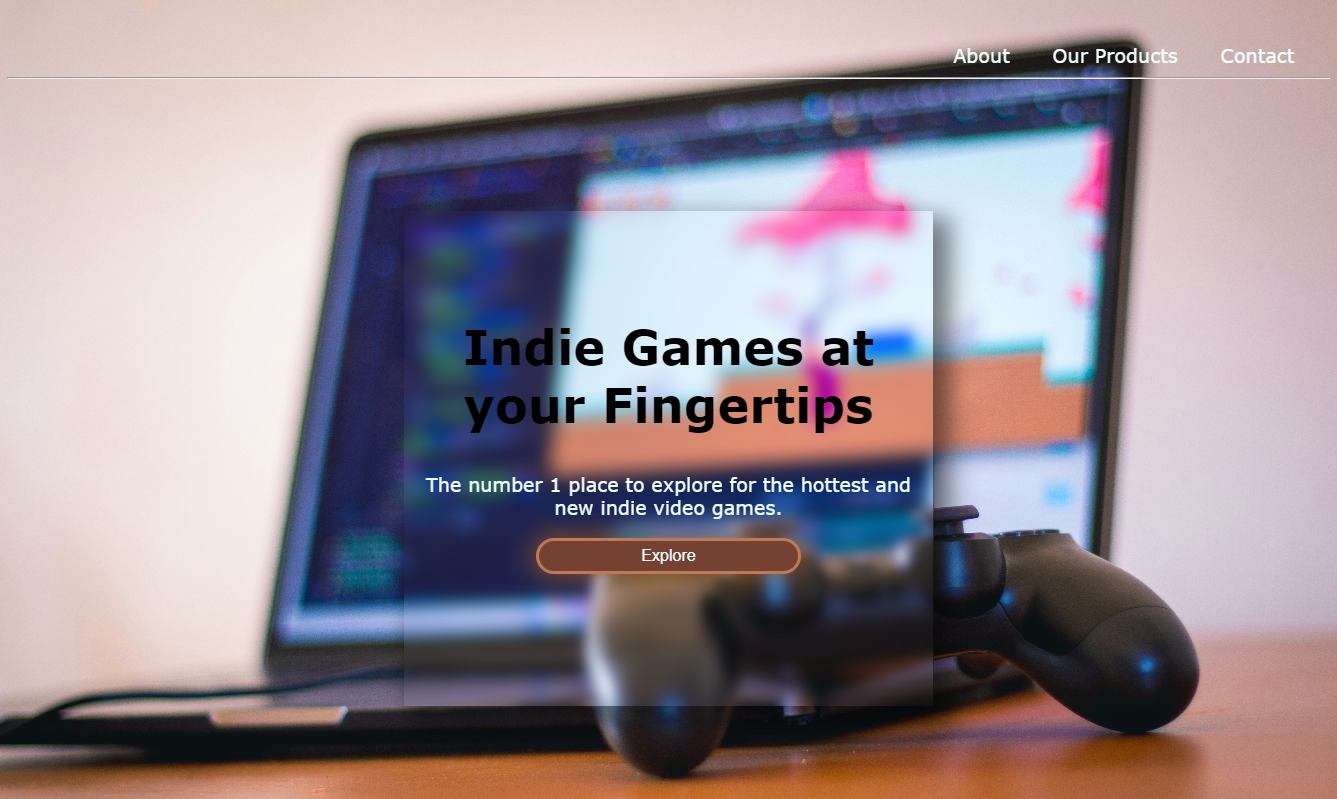 About Our Products Contact
Indie Games at
your Fingertips
The number 1 place to explore for the hottest and
new indie video games.
Explore